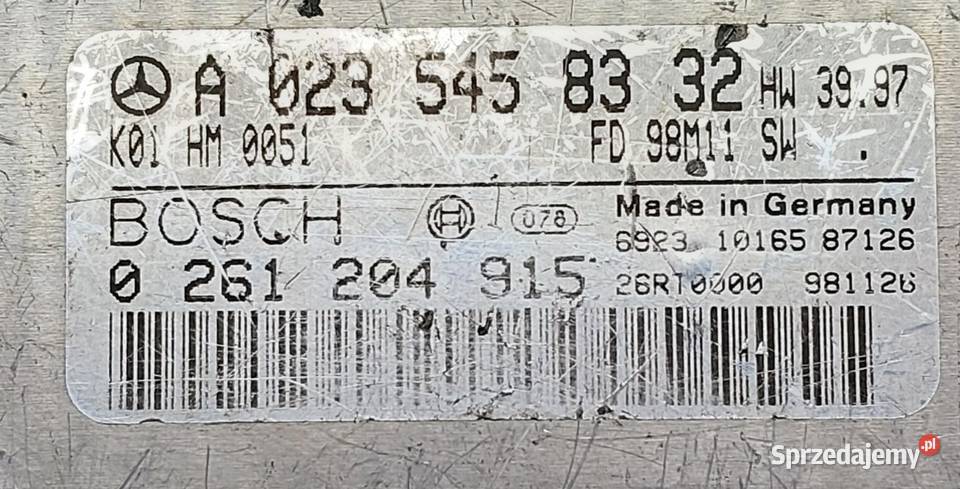 A 023 545 83 32 HW 39.97
K01 HM 0051 FD 98M11 SW .
BOSCH H 078 Made in Germany
6923 10165 87126
0 261 204 915 26RT0000 981126
Sprzedajemy.pl